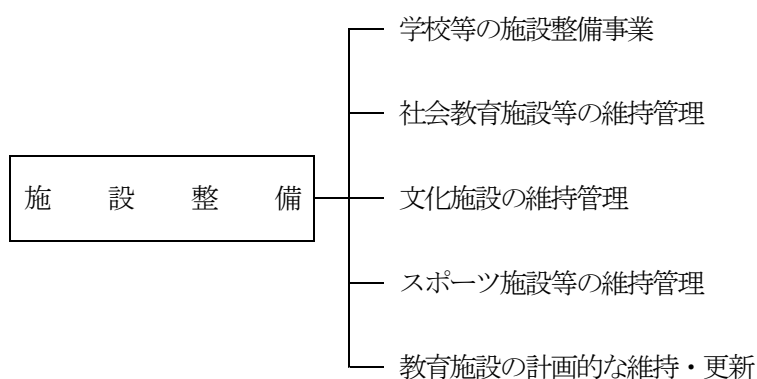 学校等の施設整備事業
社会教育施設等の維持管理
施設整備
文化施設の維持管理
スポーツ施設等の維持管理
教育施設の計画的な維持・更新